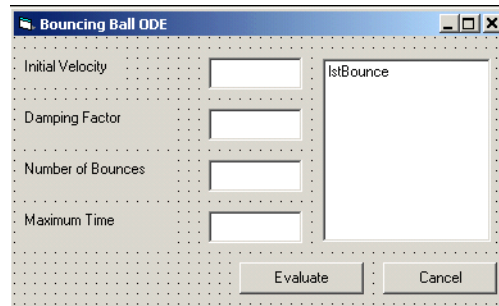 Bouncing Ball ODE
Initial Velocity
lstBounce
Damping Factor
Number of Bounces
Maximum Time
Evaluate
Cancel